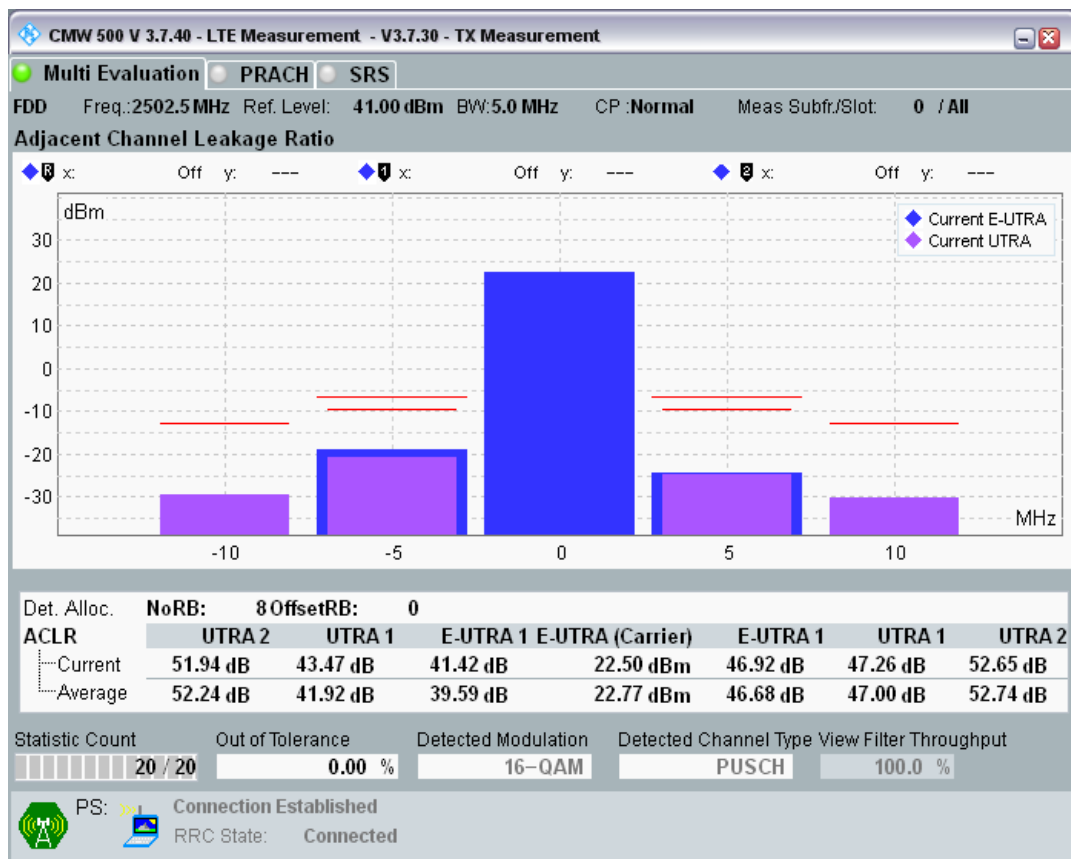 CMW 500 V 3.7.40 - LTE Measurement - V3.7.30 - TX Measurement
Multi Evaluation PRACH SRS
FDD Freq.:2502.5 MHz Ref. Level: 41.00 dBm BW:5.0 MHz CP :Normal Meas Subfr./Slot: 0 / All
Adjacent Channel Leakage Ratio
R x: Off y: --- 1 x: Off y: --- 2 x: Off y: ---
dBm
Current E-UTRA
Current UTRA
30
20
10
0
-10
-20
-30
MHz
-10 -5 0 5 10
Det. Alloc. NoRB: 8 OffsetRB: 0
ACLR UTRA 2 UTRA 1 E-UTRA 1 E-UTRA (Carrier) E-UTRA 1 UTRA 1 UTRA 2
Current 51.94 dB 43.47 dB 41.42 dB 22.50 dBm 46.92 dB 47.26 dB 52.65 dB
Average 52.24 dB 41.92 dB 39.59 dB 22.77 dBm 46.68 dB 47.00 dB 52.74 dB
Statistic Count Out of Tolerance Detected Modulation Detected Channel Type View Filter Throughput
20 / 20 0.00 % 16-QAM PUSCH 100.0 %
PS: Connection Established
RRC State: Connected